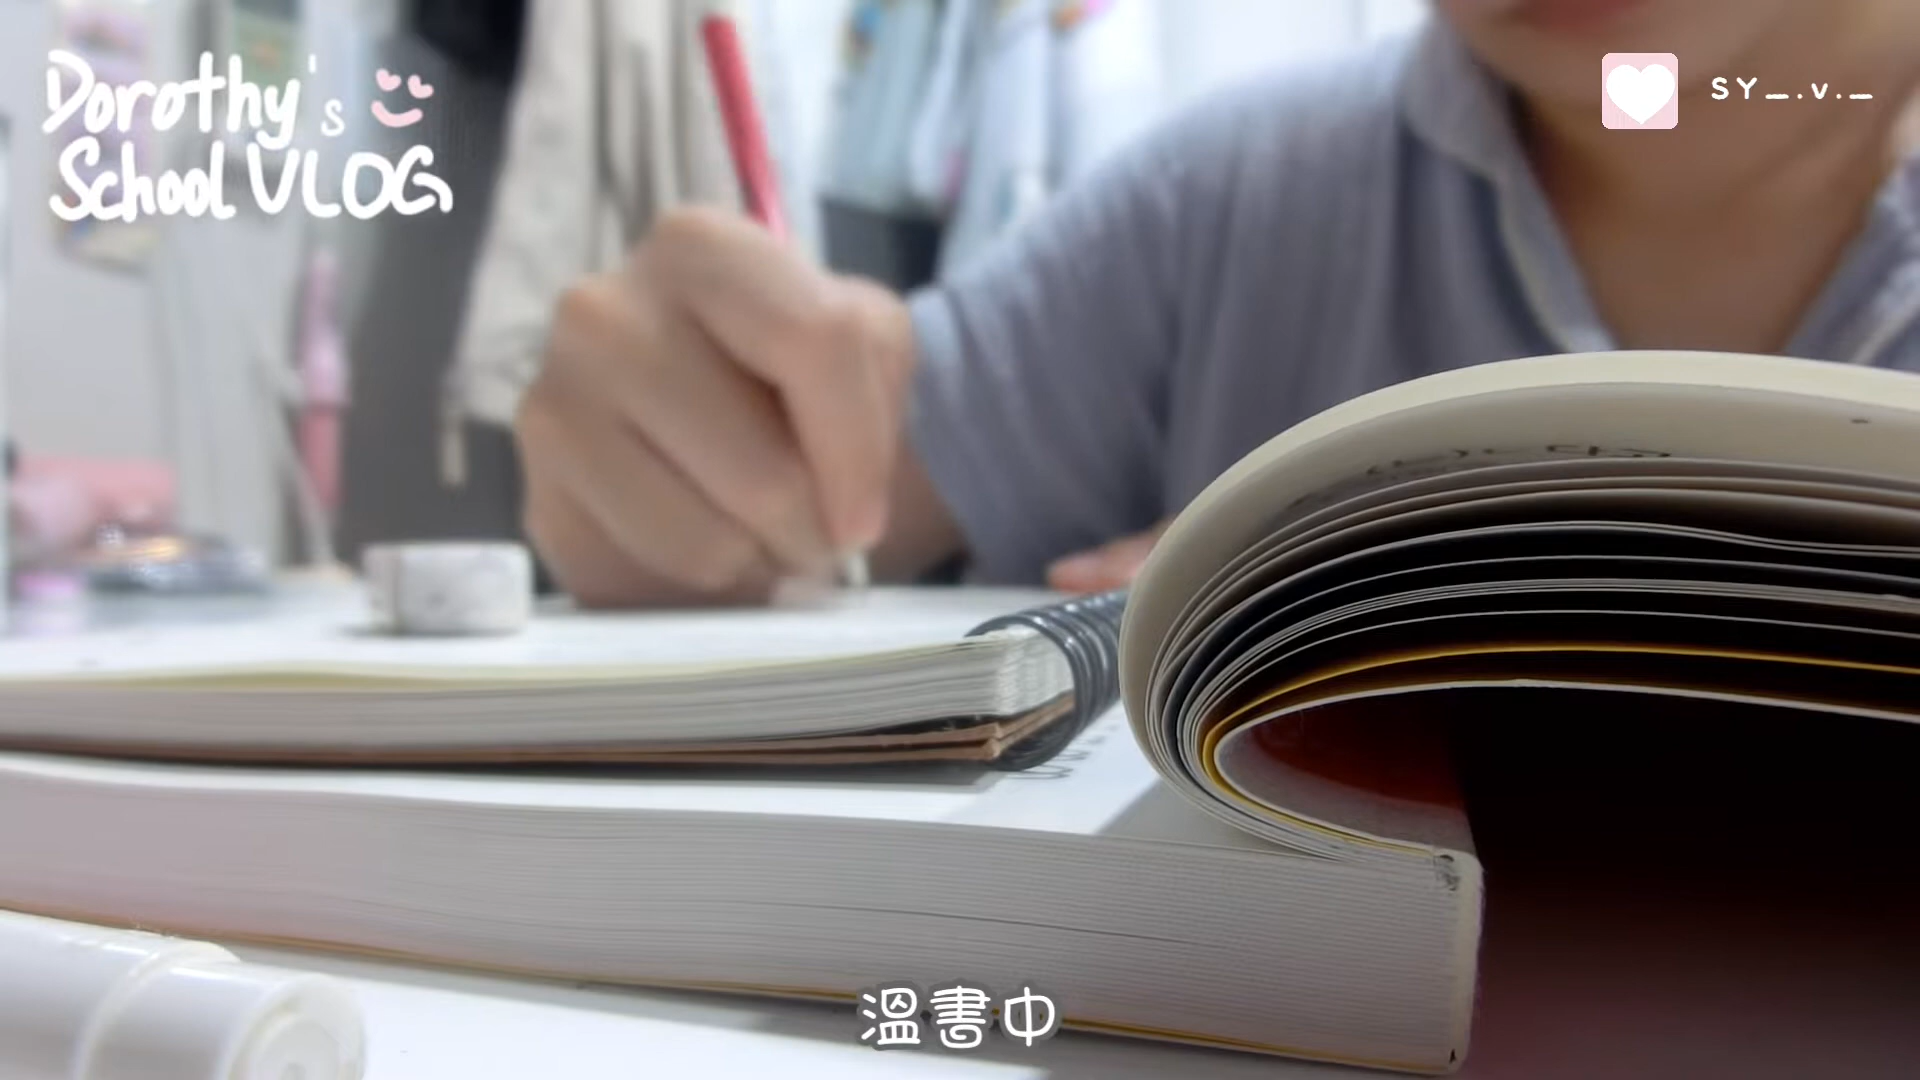 Dorothy's
School VLOG
SY_.v._
溫書中